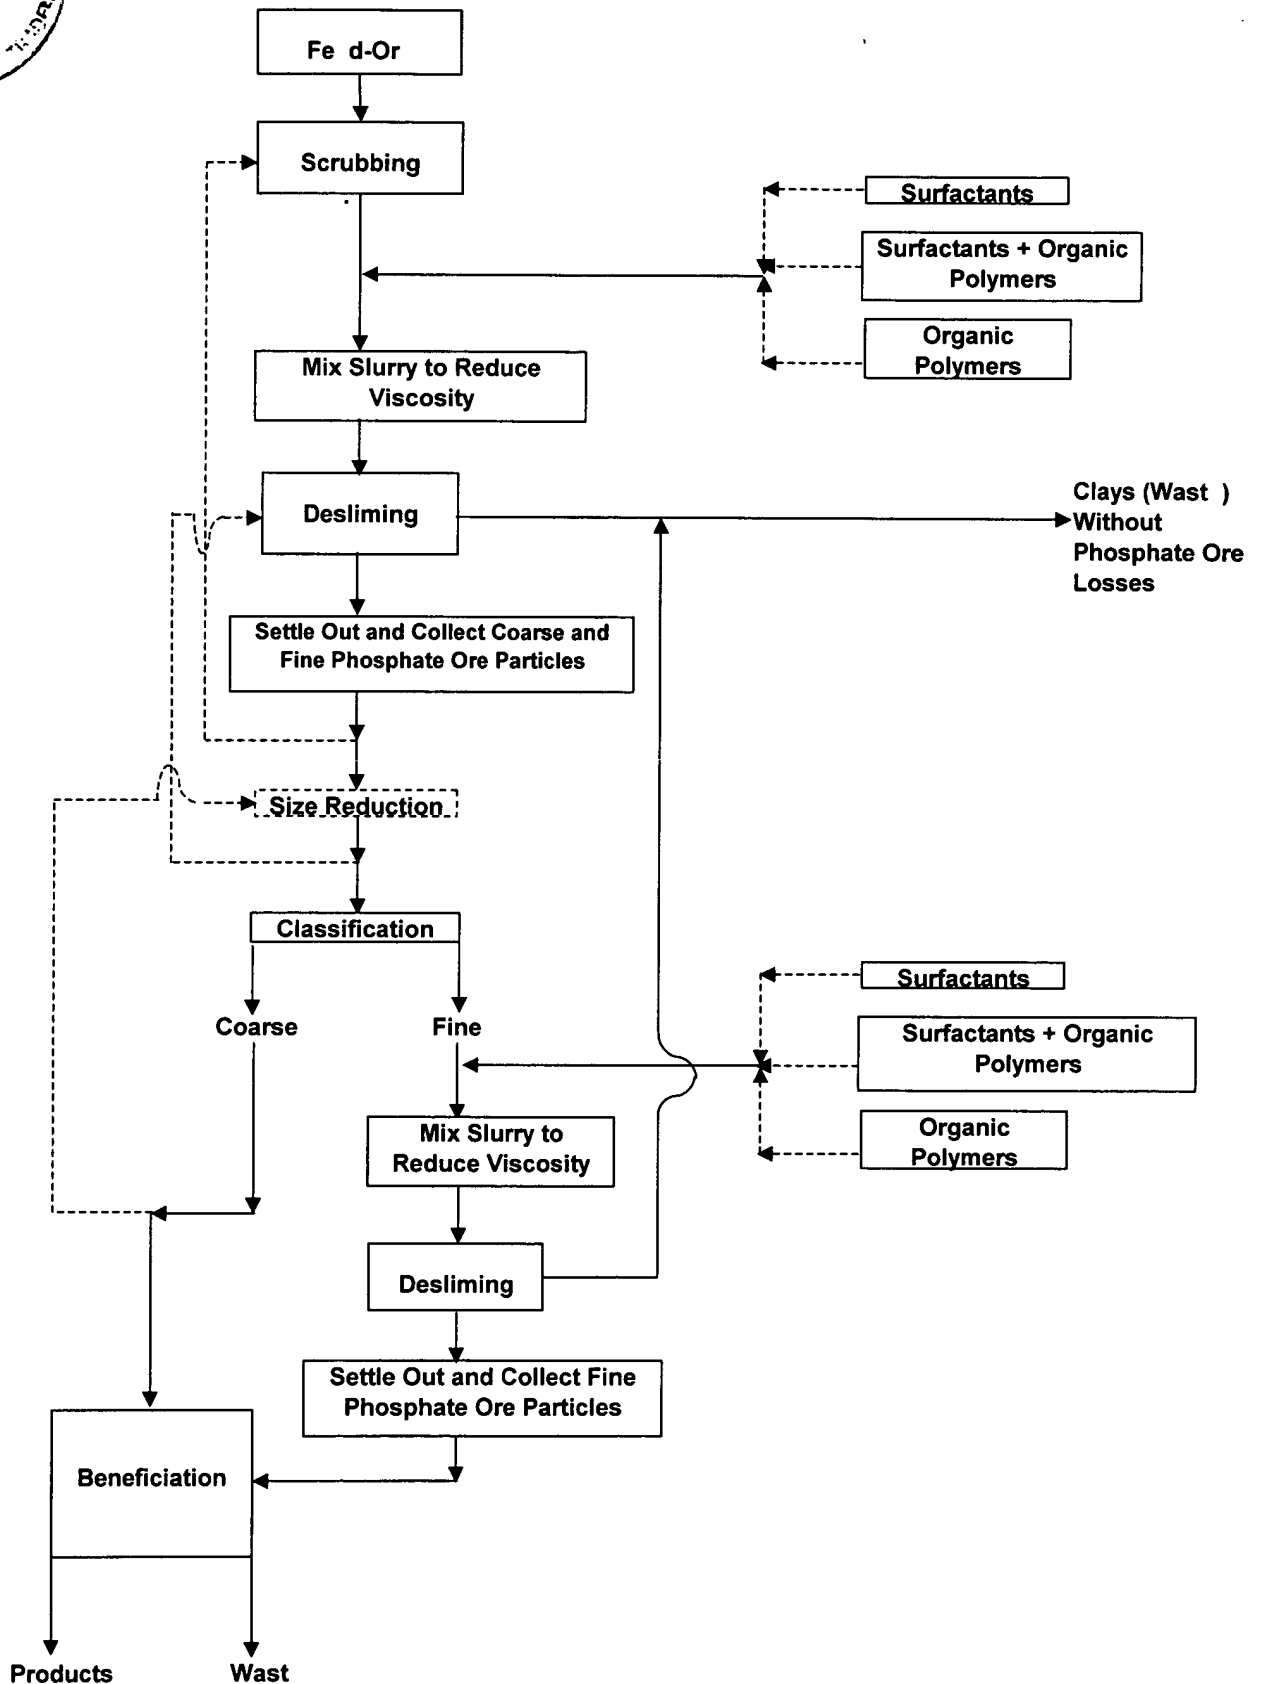 Fe d-Or
Scrubbing
Surfactants
Surfactants + Organic
Polymers
Organic
Polymers
Mix Slurry to Reduce
Viscosity
Desliming
Clays (Wast )
Without
Phosphate Ore
Losses
Settle Out and Collect Coarse and
Fine Phosphate Ore Particles
Size Reduction
Classification
Coarse
Fine
Surfactants
Surfactants + Organic
Polymers
Organic
Polymers
Mix Slurry to
Reduce Viscosity
Desliming
Settle Out and Collect Fine
Phosphate Ore Particles
Beneficiation
Products
Wast